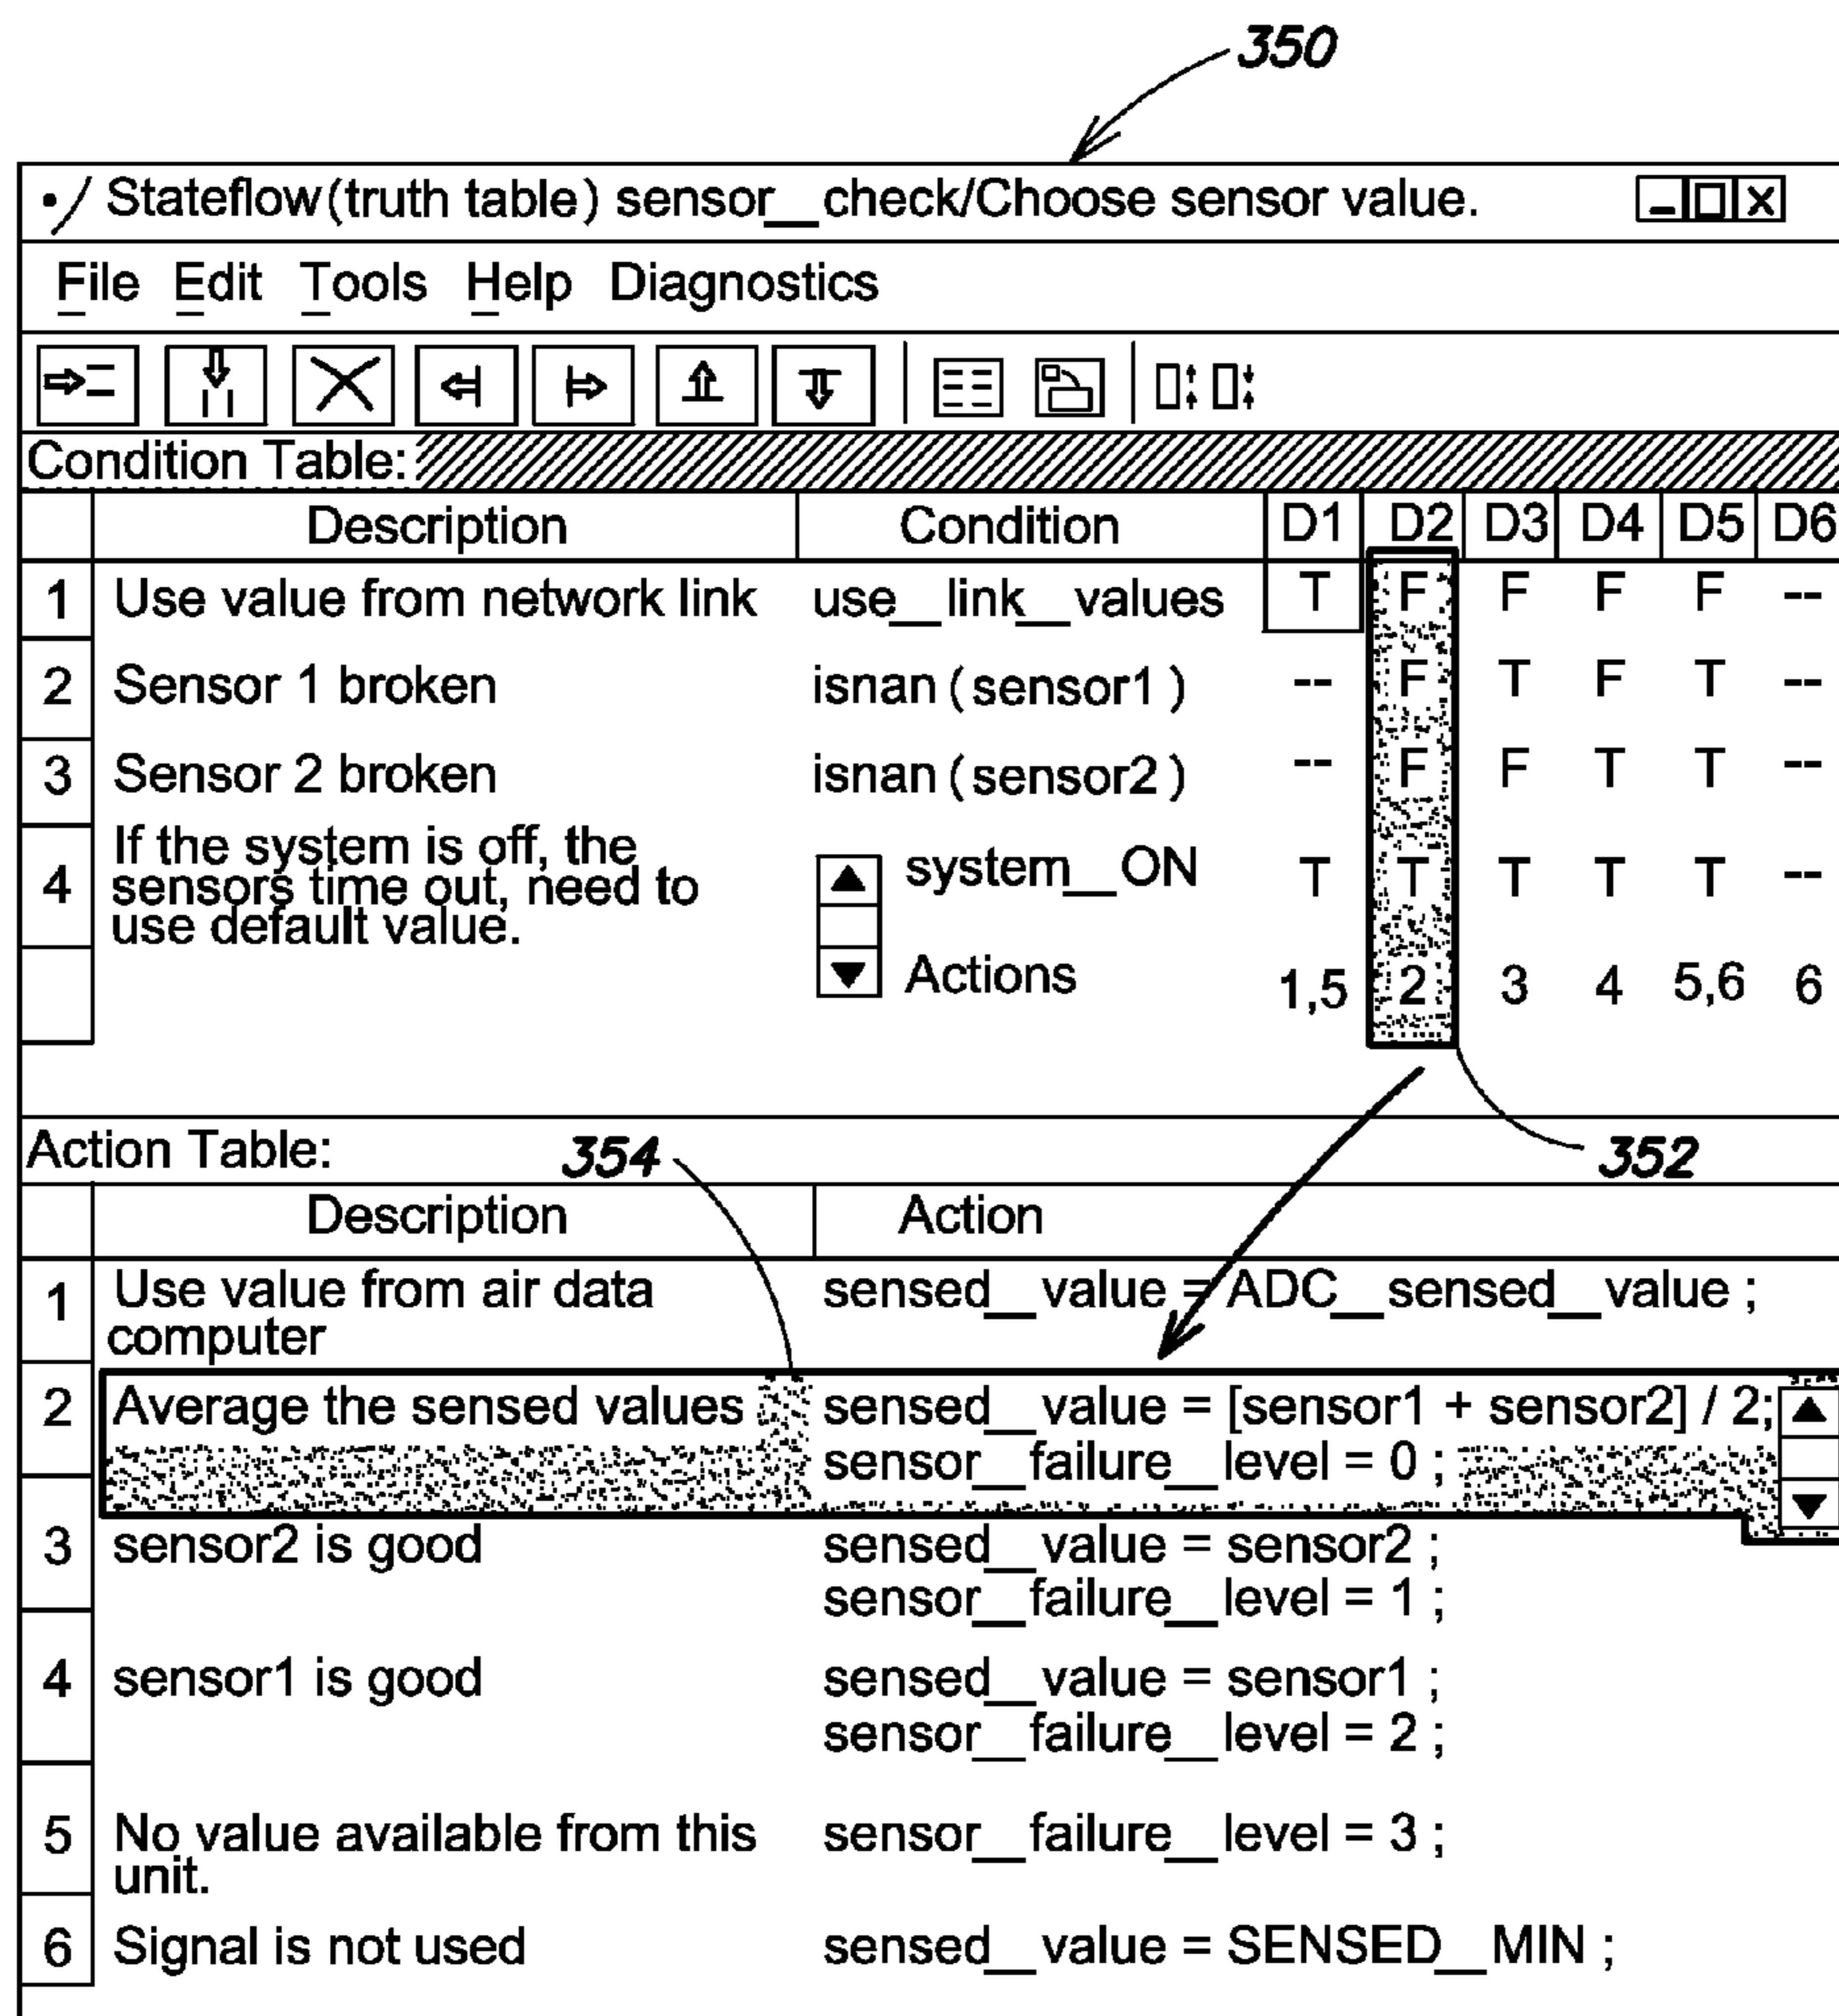 350
Stateflow(truth table) sensor__check/Choose sensor value.
File Edit Tools Help Diagnostics
Condition Table:
Description Condition D1 D2 D3 D4 D5 D6
1 Use value from network link use__link__values T F F F F --
2 Sensor 1 broken isnan(sensor1) -- F T F T --
3 Sensor 2 broken isnan(sensor2) -- F F T T --
4 If the system is off, the
sensors time out, need to
use default value.
system__ON T T T T T --
Actions 1,5 2 3 4 5,6 6
Action Table: 354 352
Description Action
1 Use value from air data
computer
sensed__value = ADC__sensed__value ;
2 Average the sensed values sensed__value = [sensor1 + sensor2] / 2;
sensor__failure__level = 0 ;
3 sensor2 is good sensed__value = sensor2 ;
sensor__failure__level = 1 ;
4 sensor1 is good sensed__value = sensor1 ;
sensor__failure__level = 2 ;
5 No value available from this
unit.
sensor__failure__level = 3 ;
6 Signal is not used sensed__value = SENSED__MIN ;